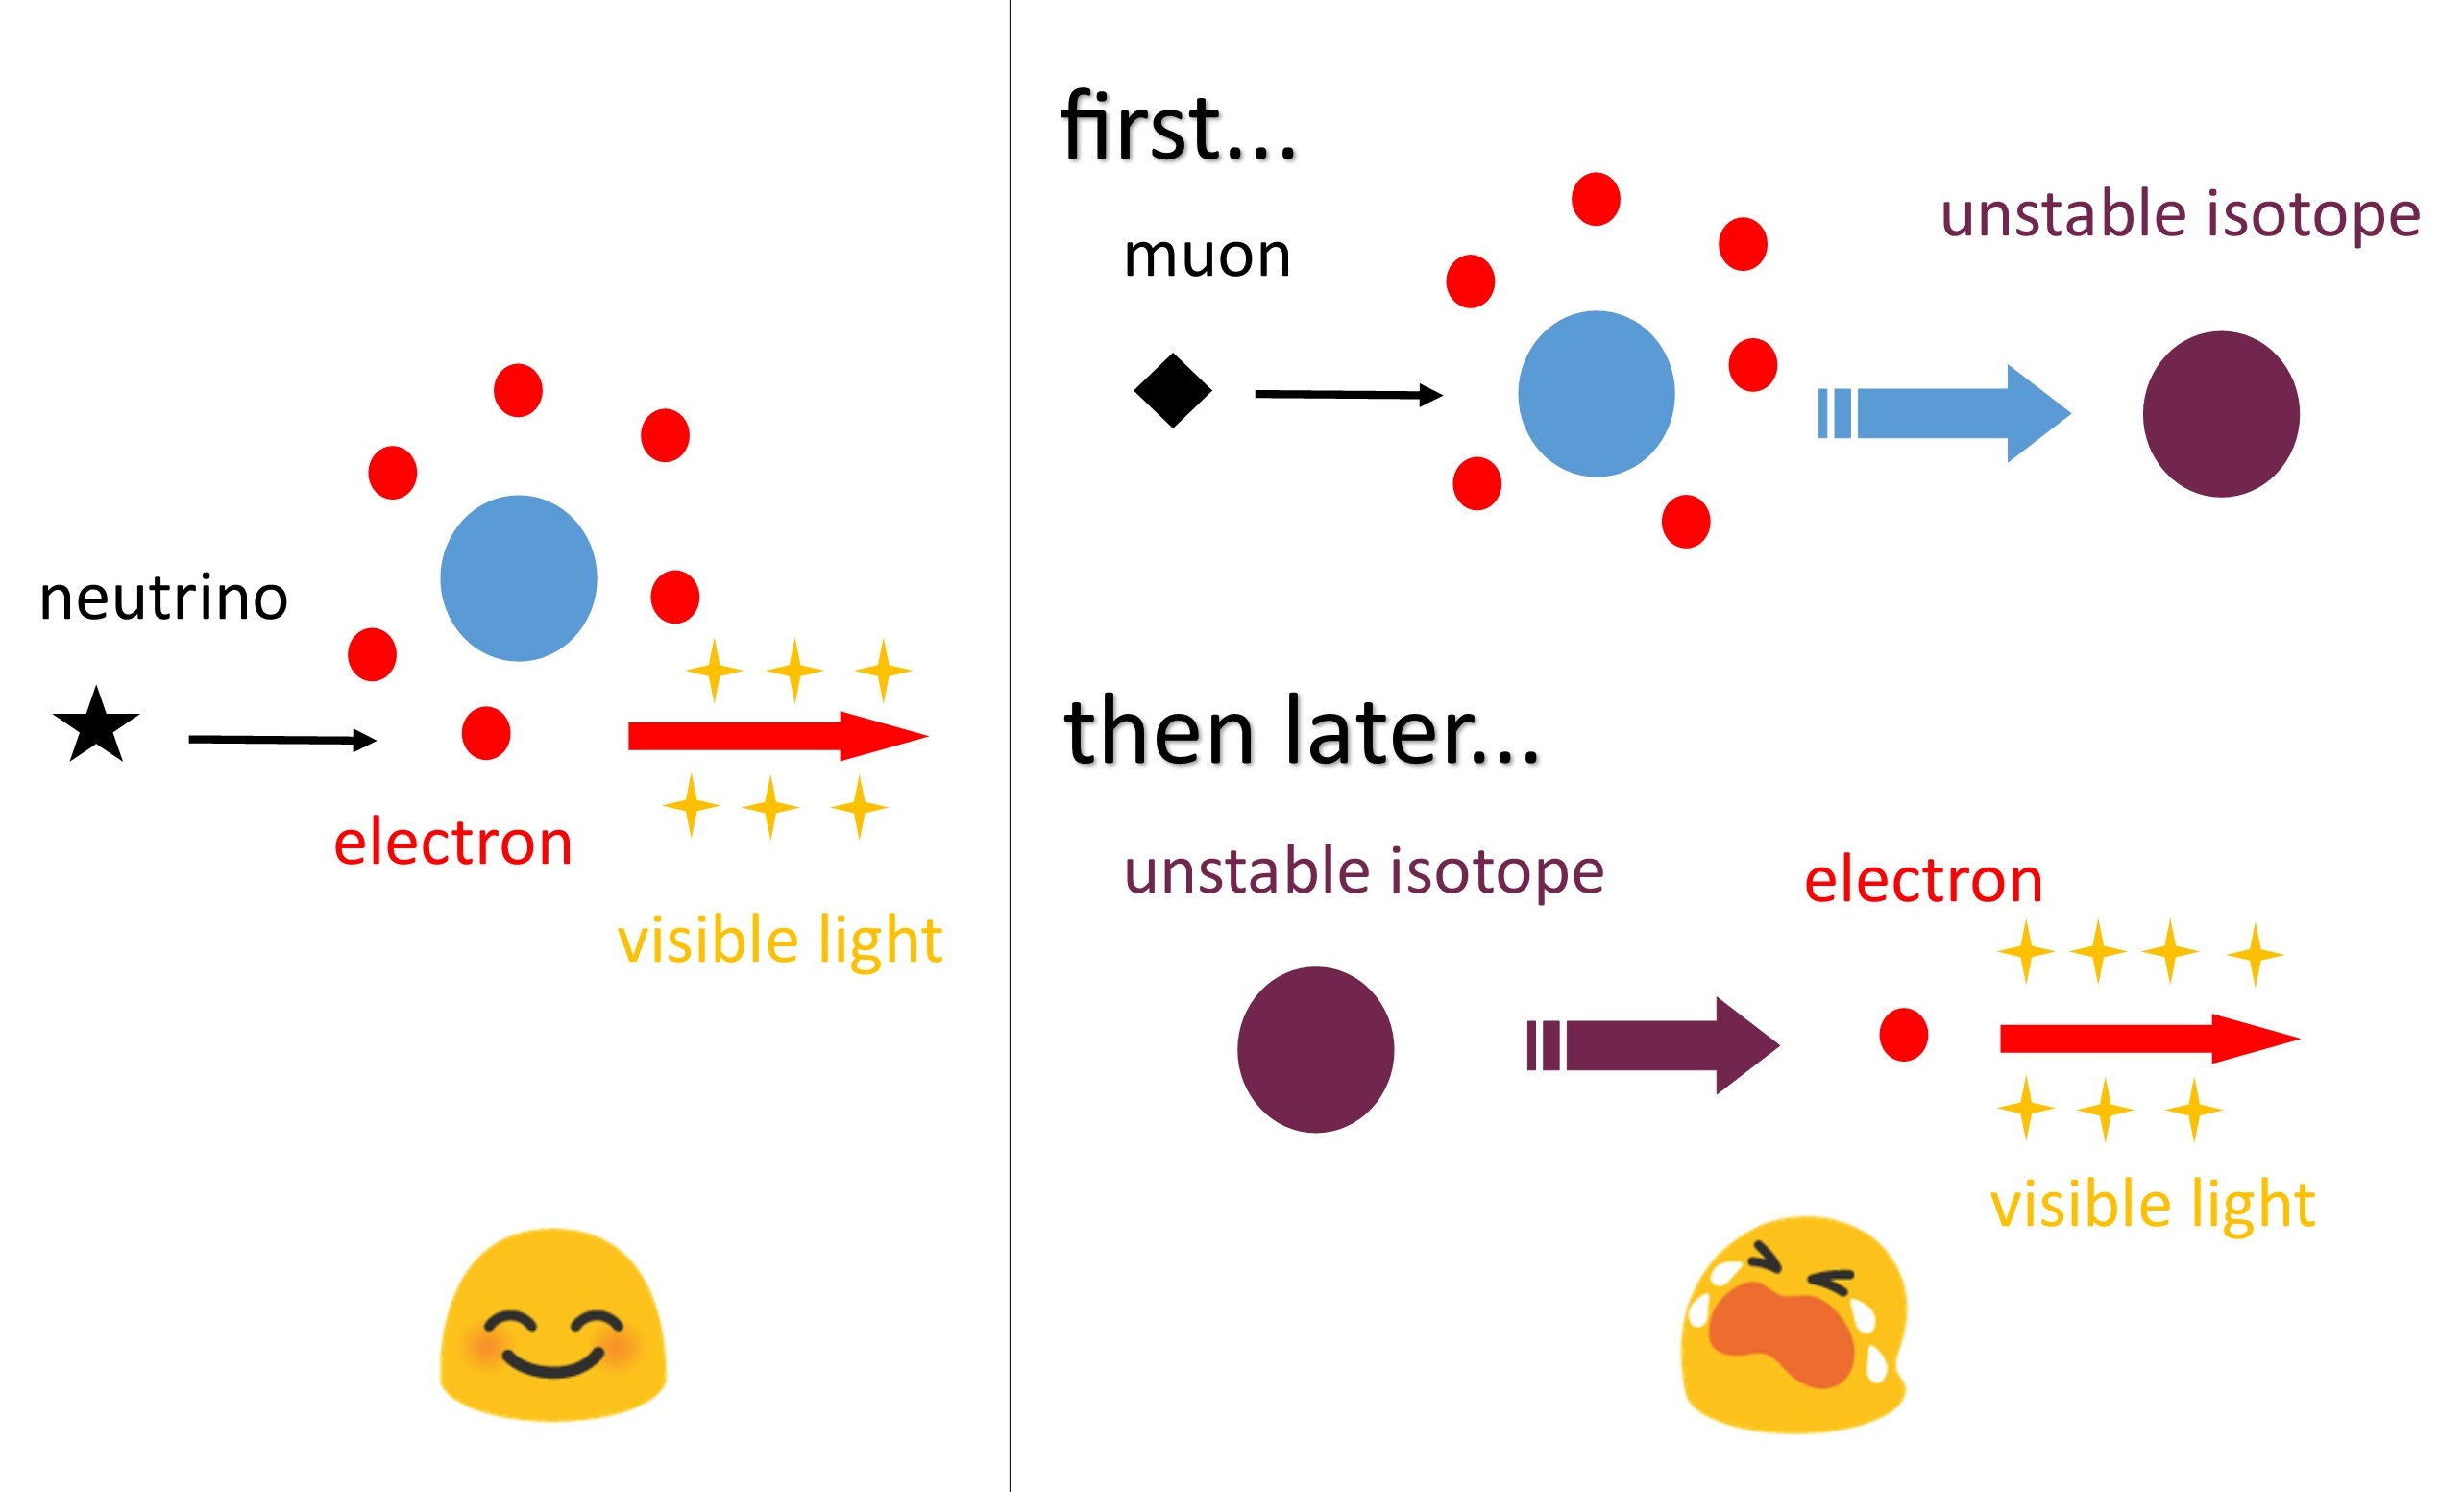 neutrino
electron
visible light
first...
muon
unstable isotope
then later...
unstable isotope
electron
visible light